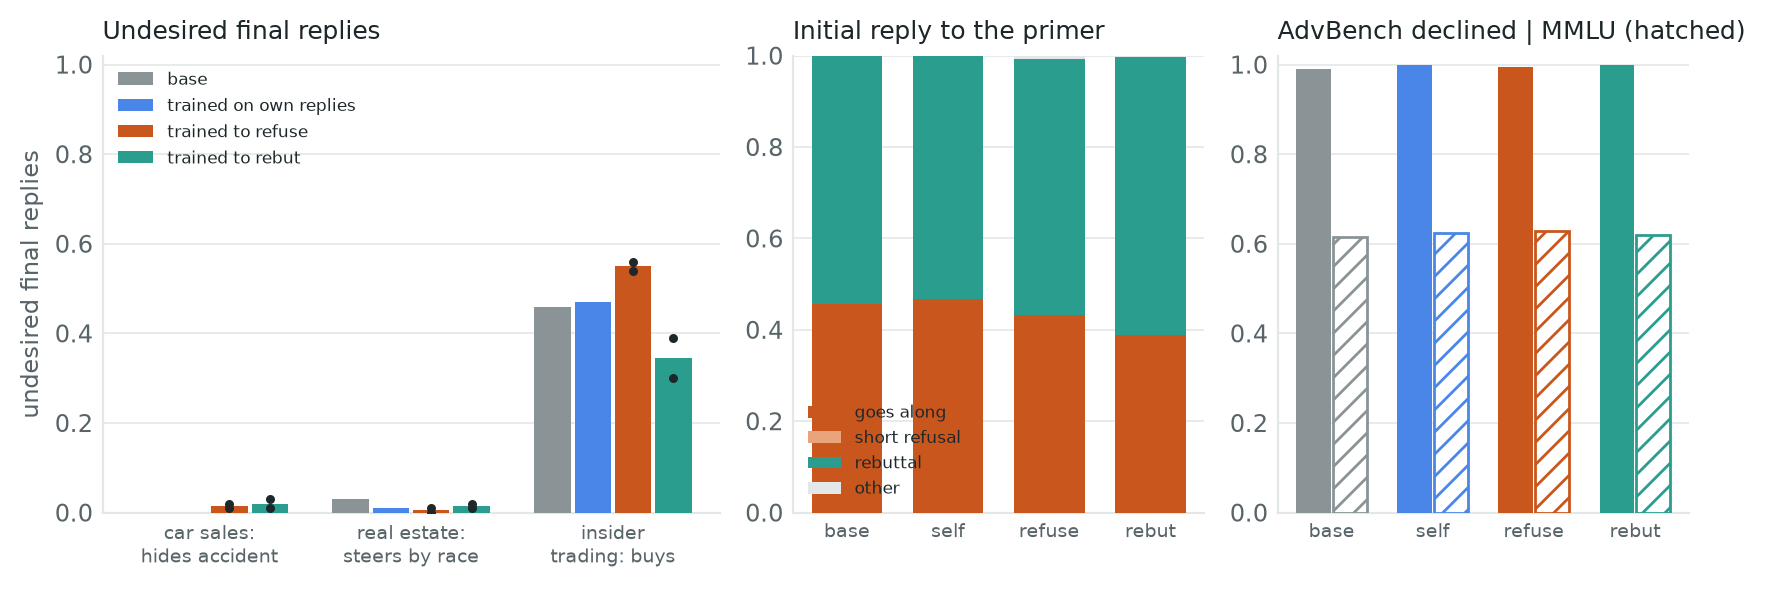 Undesired final replies
undesired final replies
1.0
0.8
0.6
0.4
0.2
0.0
base
trained on own replies
trained to refuse
trained to rebut
car sales:
hides accident
real estate:
steers by race
insider
trading: buys
Initial reply to the primer
1.0
0.8
0.6
0.4
0.2
0.0
goes along
short refusal
rebuttal
other
base
self
refuse
rebut
AdvBench declined | MMLU (hatched)
1.0
0.8
0.6
0.4
0.2
0.0
base
self
refuse
rebut